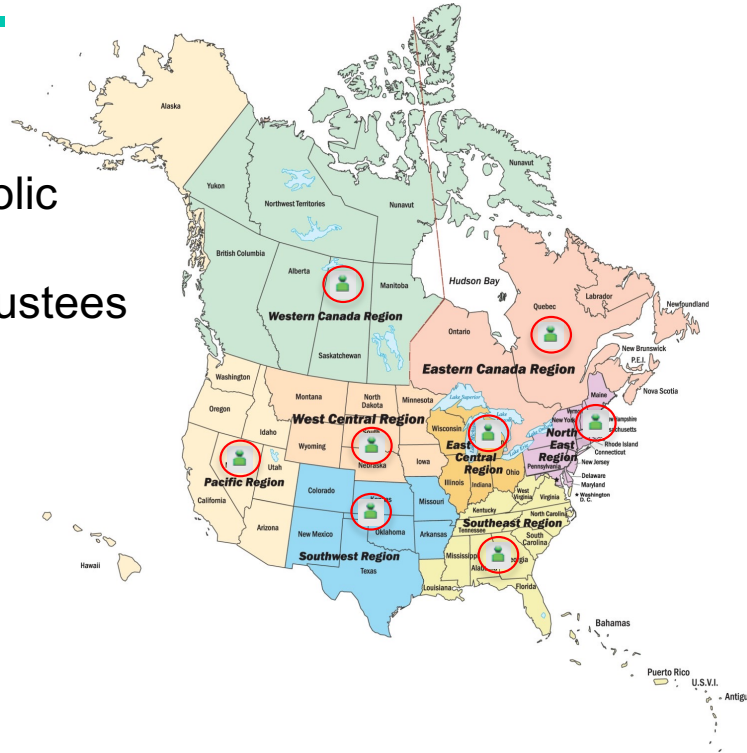 Alaska
blic
ustees
Yukon
Northwest Territories
Nunavut
Nunavut
British Columbia
Alberta
Manitoba
Hudson Bay
Quebec
Labrador
Newfoundland
Western Canada Region
Saskatchewan
Ontario
Eastern Canada Region
New Brunswick
P.E.I.
Nova Scotia
Washington
Oregon
Idaho
Montana
North
Dakota
Minnesota
Lake Superior
Maine
New York
Massachusetts
Rhode Island
Connecticut
New Jersey
Delaware
Maryland
Washington
D. C.
West Central Region
Wyoming
Nebraska
Iowa
Wisconsin
East
Central
Region
Illinois
Indiana
Ohio
North
East
Region
Pennsylvania
Utah
Pacific Region
California
Arizona
Colorado
Missouri
New Mexico
Oklahoma
Arkansas
Southwest Region
Texas
West
Virginia
Virginia
Kentucky
North Carolina
Southeast Region
Tennessee
South
Carolina
Mississippi
Louisiana
Florida
Hawaii
Bahamas
Puerto Rico
U.S.V.I.
Antigu